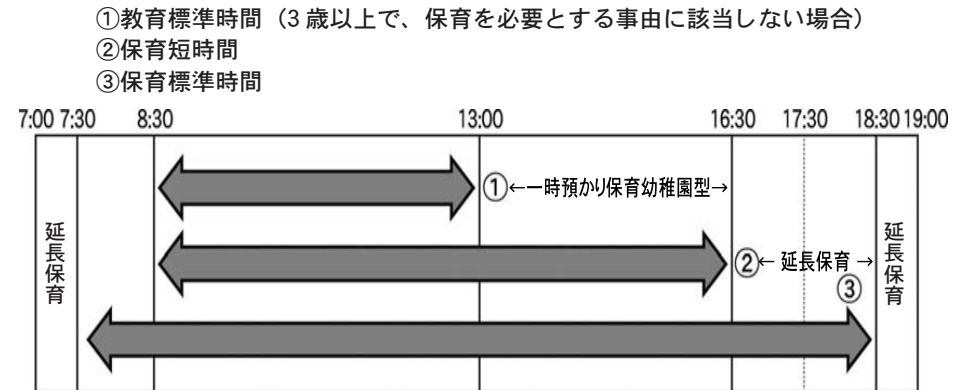 ①教育標準時間（3歳以上で、保育を必要とする事由に該当しない場合）
②保育短時間
③保育標準時間
7:00 7:30 8:30 13:00 16:30 17:30 18:30 19:00
①←一時預かり保育幼稚園型→
延長保育
②← 延長保育 →
延長保育
③